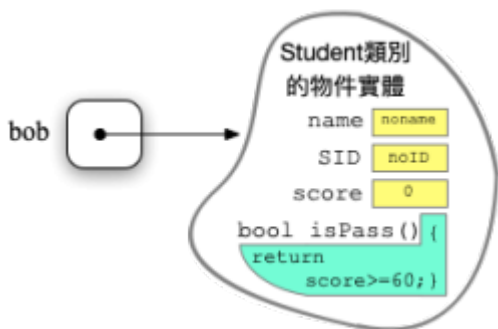 Student類別
的物件實體
bob
name noname
SID noID
score 0
bool isPass() {
return
score>=60;}